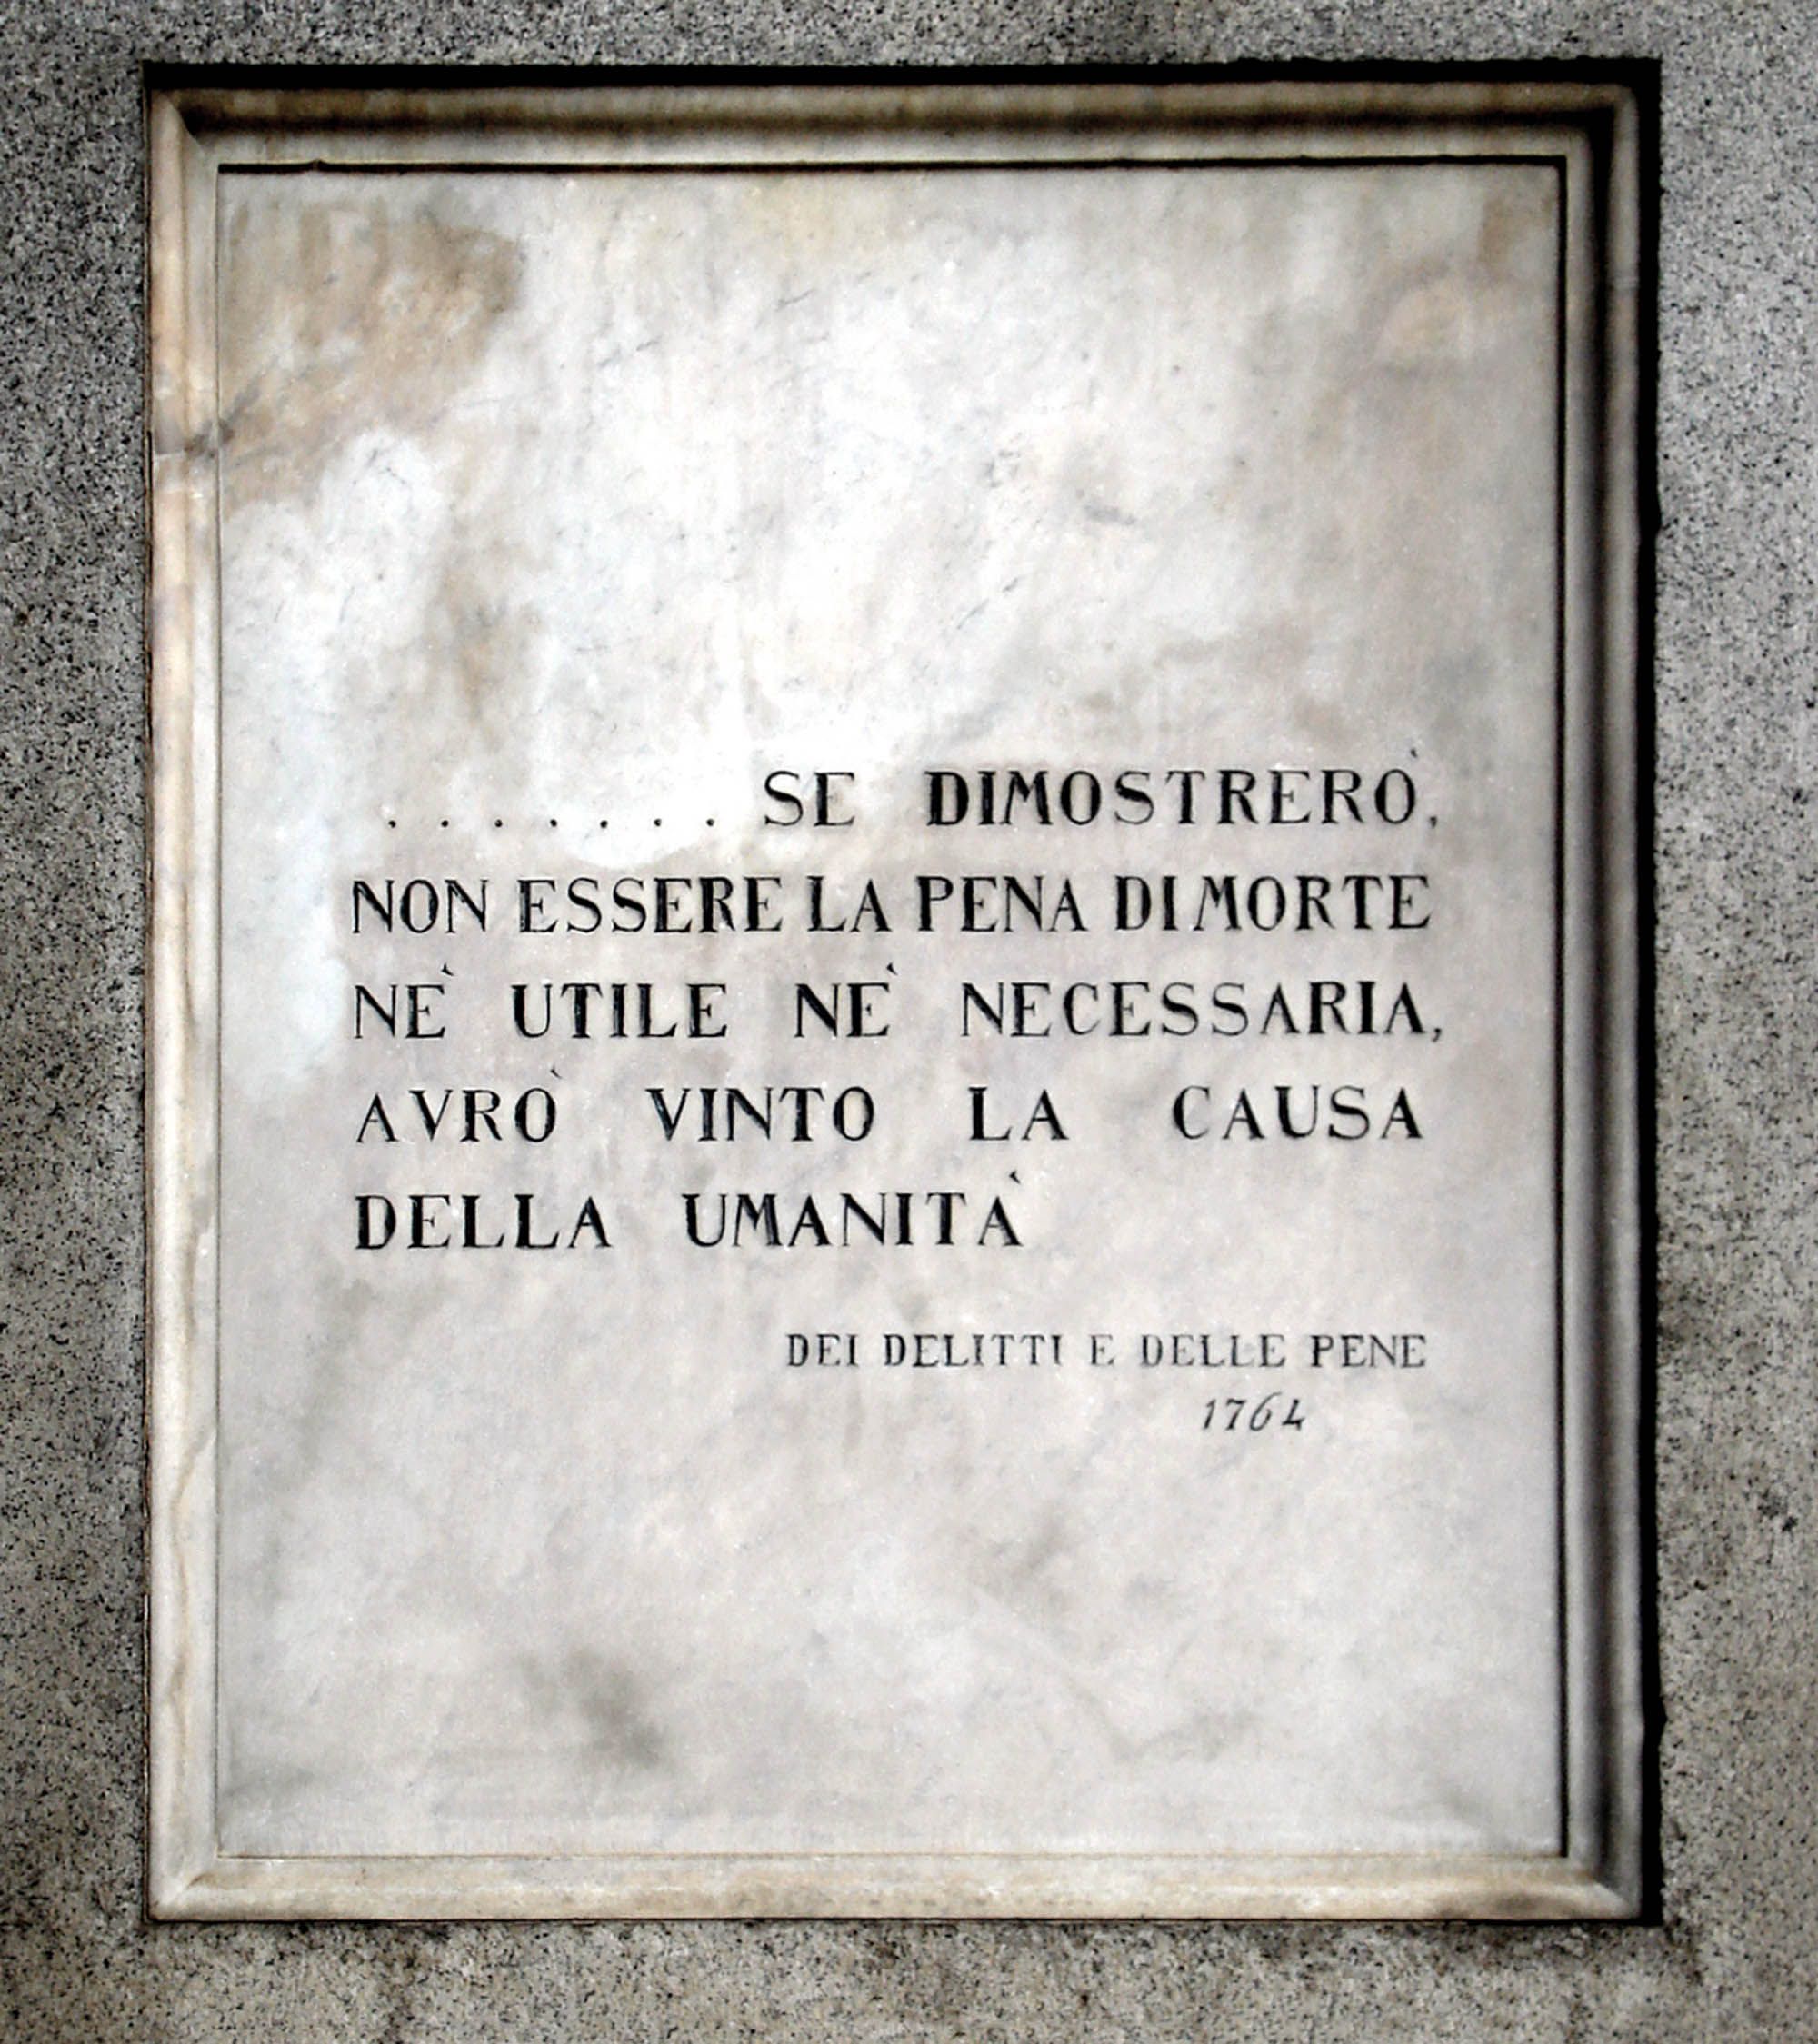 ....... SE DIMOSTRERÒ,
NON ESSERE LA PENA DI MORTE
NÈ UTILE NÈ NECESSARIA,
AVRÒ VINTO LA CAUSA
DELLA UMANITÀ
DEI DELITTI E DELLE PENE
1764